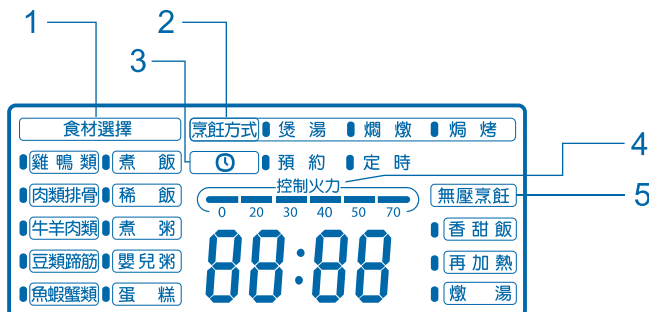 1 2
3
食材選擇 烹飪方式 煲湯 燜燉 焗烤
4
雞鴨類 煮飯 預約 定時
控制火力
5
肉類排骨 稀飯 無壓烹飪
0 20 30 40 50 70
牛羊肉類 煮粥 香甜飯
88:88
豆類蹄筋 嬰兒粥 再加熱
魚蝦蟹類 蛋糕 燉湯